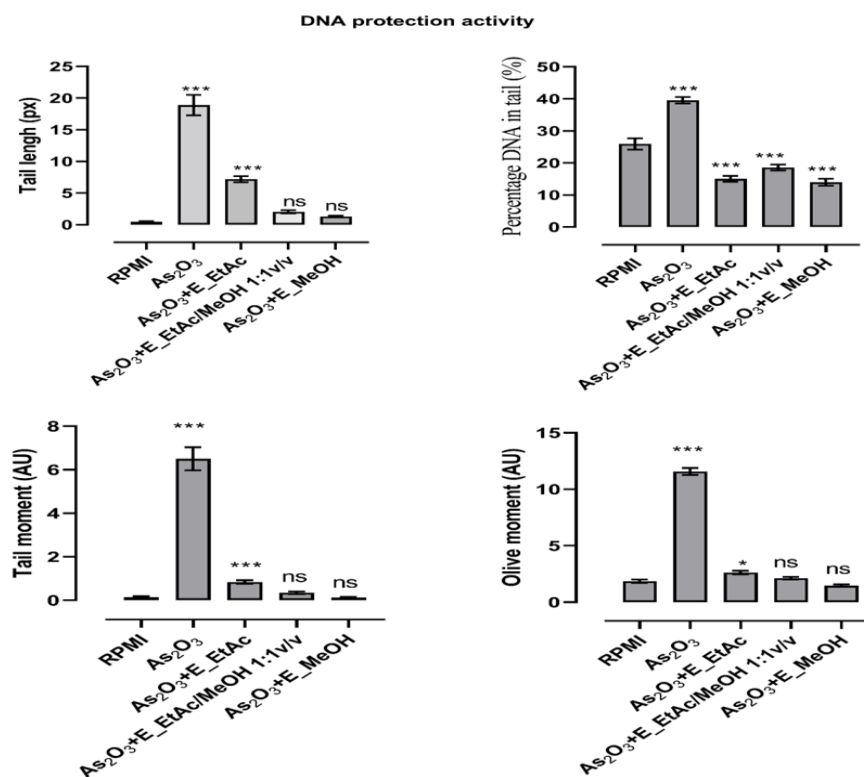 DNA protection activity
Tail lengh (px)
25
20
15
10
5
0
***
***
ns
ns
RPMI
As₂O₃
As₂O₃+E_EtAc
As₂O₃+E_EtAc/MeOH 1:1v/v
As₂O₃+E_MeOH
Percentage DNA in tail (%)
50
40
30
20
10
0
***
***
***
***
RPMI
As₂O₃
As₂O₃+E_EtAc
As₂O₃+E_EtAc/MeOH 1:1v/v
As₂O₃+E_MeOH
Tail moment (AU)
8
6
4
2
0
***
***
ns
ns
RPMI
As₂O₃
As₂O₃+E_EtAc
As₂O₃+E_EtAc/MeOH 1:1v/v
As₂O₃+E_MeOH
Olive moment (AU)
15
10
5
0
***
*
ns
ns
RPMI
As₂O₃
As₂O₃+E_EtAc
As₂O₃+E_EtAc/MeOH 1:1v/v
As₂O₃+E_MeOH